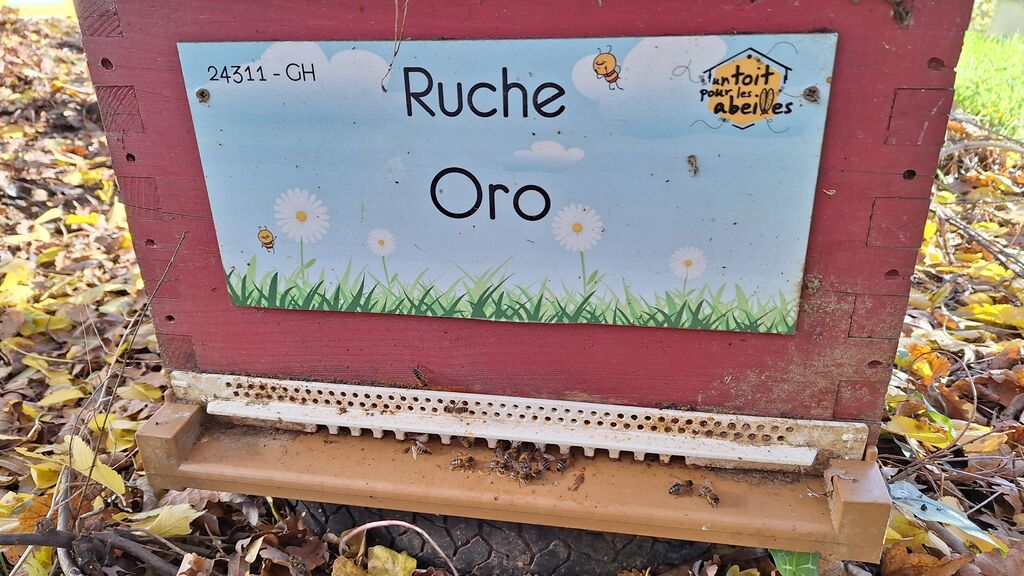 24311 - GH
Ruche
Oro
un toit
pour les
abeilles